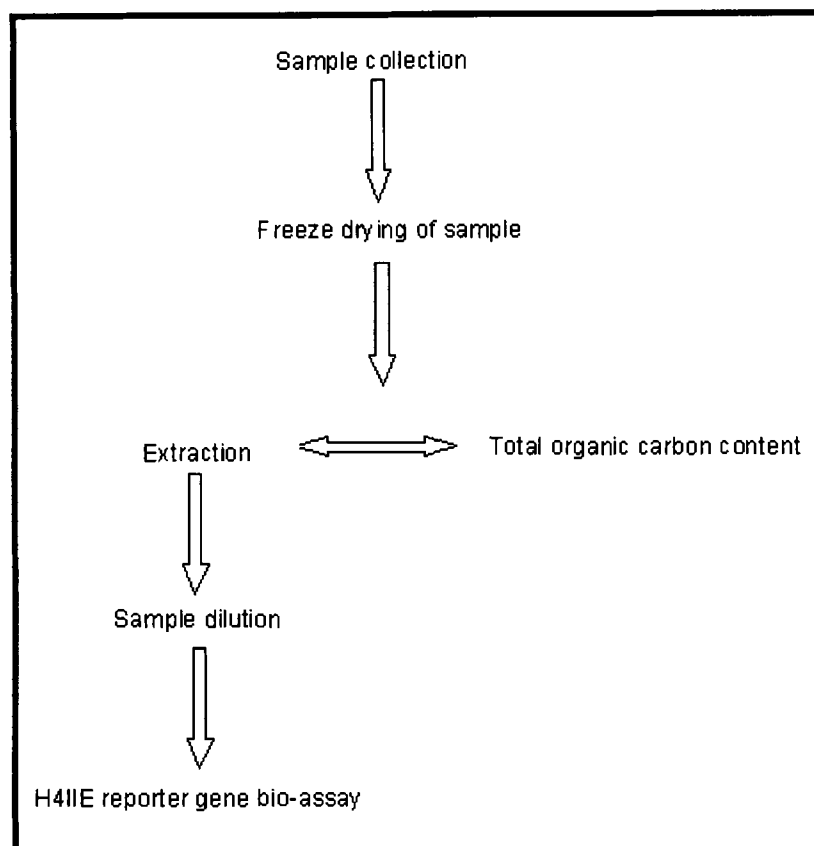 Sample collection
Freeze drying of sample
Extraction
Total organic carbon content
Sample dilution
H4IIE reporter gene bio-assay